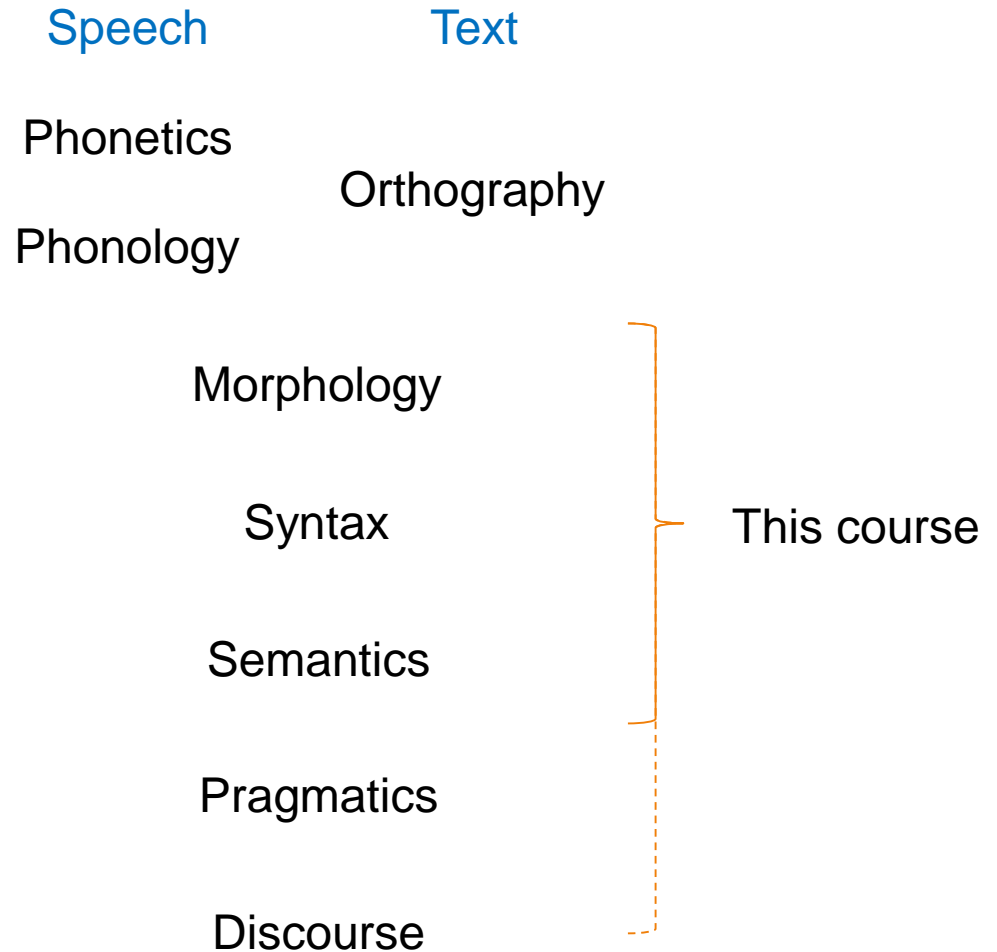 Speech Text
Phonetics
Orthography
Phonology
Morphology
Syntax
This course
Semantics
Pragmatics
Discourse